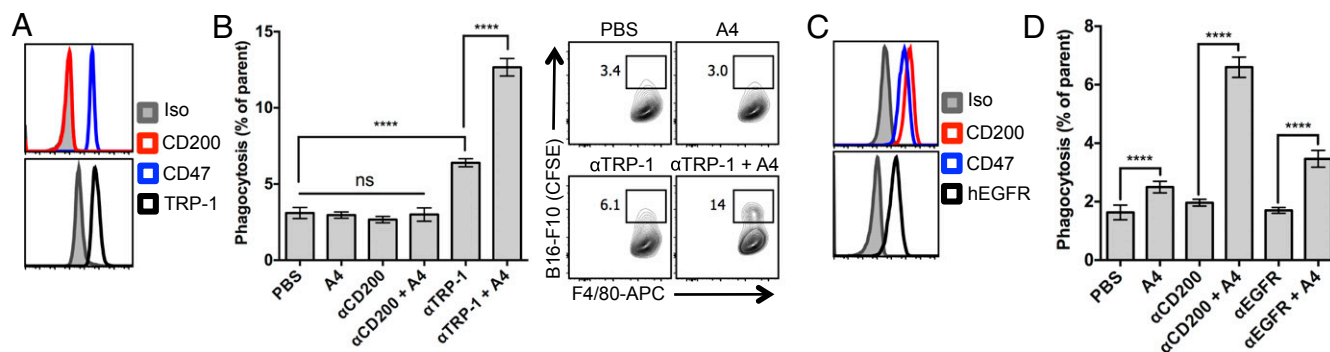 A
Iso
CD200
CD47
TRP-1
B
Phagocytosis (% of parent)
15
10
5
0
ns
****
****
PBS
A4
αCD200
αCD200 + A4
αTRP-1
αTRP-1 + A4
PBS
A4
3.4
3.0
αTRP-1
αTRP-1 + A4
6.1
14
B16-F10 (CFSE)
F4/80-APC
C
Iso
CD200
CD47
hEGFR
D
Phagocytosis (% of parent)
8
6
4
2
0
****
****
****
PBS
A4
αCD200
αCD200 + A4
αEGFR
αEGFR + A4